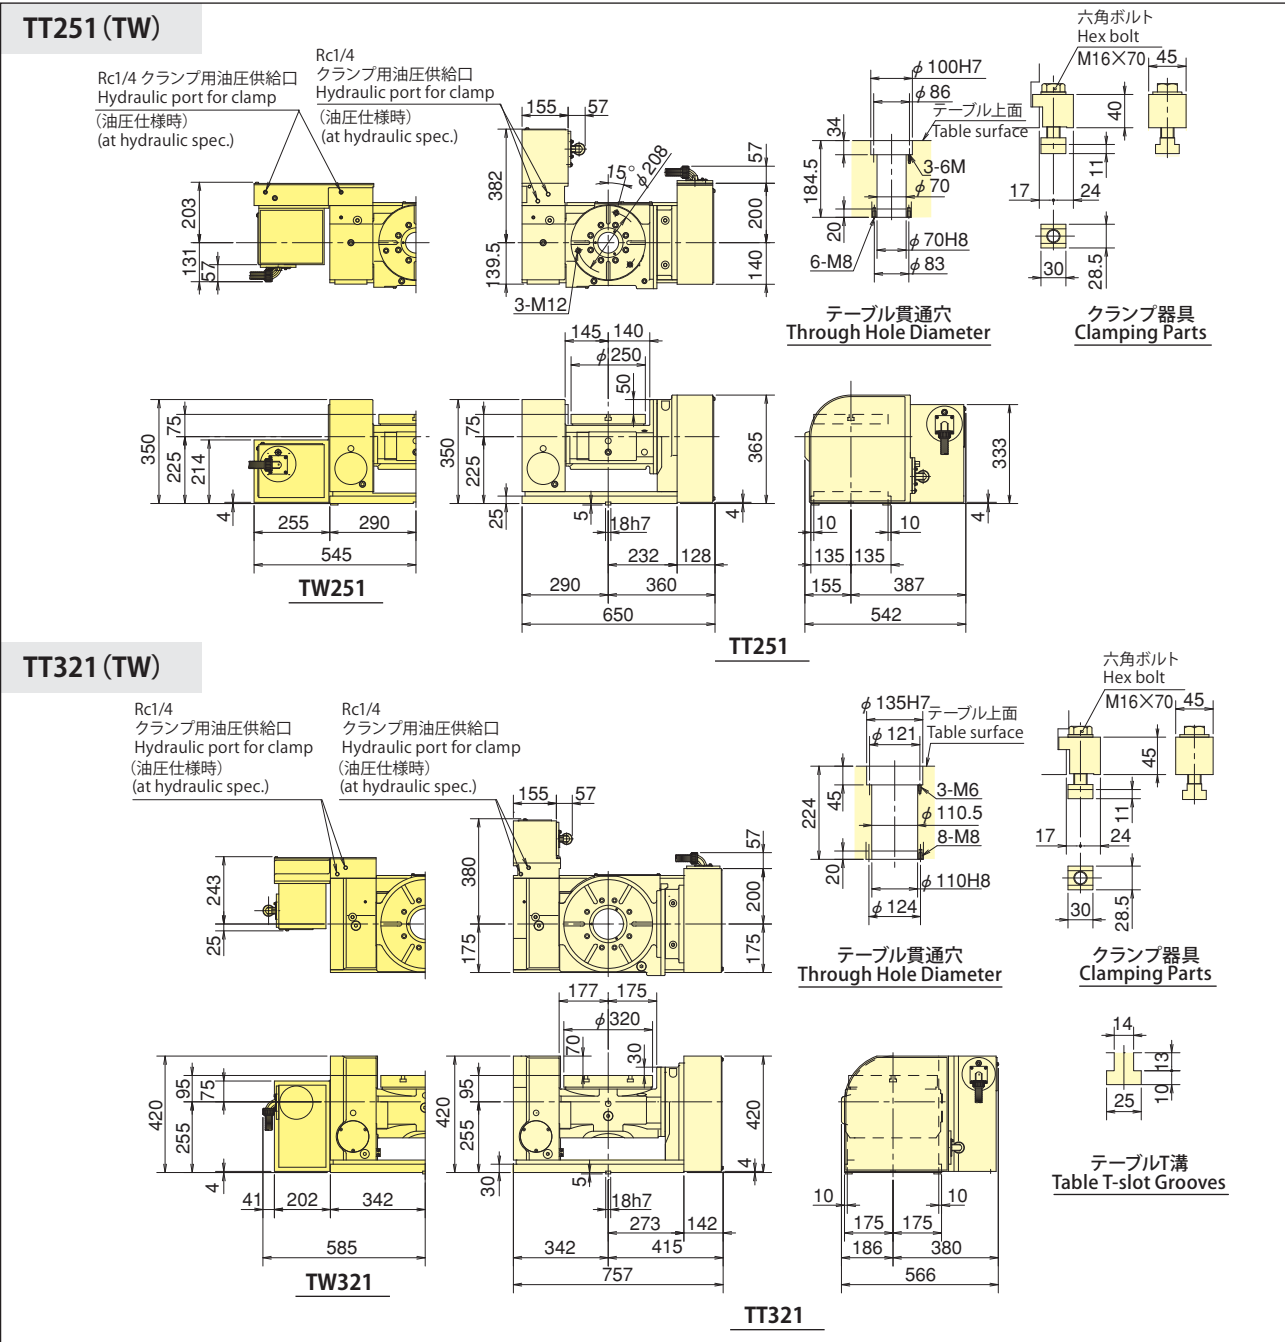 TT251(TW)
Rc1/4 クランプ用油圧供給口
Hydraulic port for clamp
(油圧仕様時)
(at hydraulic spec.)
Rc1/4
クランプ用油圧供給口
Hydraulic port for clamp
(油圧仕様時)
(at hydraulic spec.)
203
131
57
155
57
382
139.5
15°
φ208
3-M12
57
200
140
φ100H7
φ86
テーブル上面
Table surface
34
184.5
20
3-6M
φ70
φ70H8
6-M8
φ83
テーブル貫通穴
Through Hole Diameter
六角ボルト
Hex bolt
M16×70
45
40
11
17
24
30
28.5
クランプ器具
Clamping Parts
350
75
225
214
4
255
290
545
TW251
145
140
φ250
50
350
75
225
25
5
18h7
4
365
232
128
290
360
650
TT251
333
4
10
10
135
135
155
387
542
TT321(TW)
Rc1/4
クランプ用油圧供給口
Hydraulic port for clamp
(油圧仕様時)
(at hydraulic spec.)
Rc1/4
クランプ用油圧供給口
Hydraulic port for clamp
(油圧仕様時)
(at hydraulic spec.)
243
25
155
57
380
175
57
200
175
φ135H7
φ121
テーブル上面
Table surface
45
224
20
3-M6
φ110.5
8-M8
φ110H8
φ124
テーブル貫通穴
Through Hole Diameter
六角ボルト
Hex bolt
M16×70
45
45
11
17
24
30
28.5
クランプ器具
Clamping Parts
420
95
75
255
4
41
202
342
585
TW321
177
175
φ320
70
30
420
95
255
30
5
18h7
4
420
273
142
342
415
757
TT321
10
10
175
175
186
380
566
14
13
10
25
テーブルT溝
Table T-slot Grooves